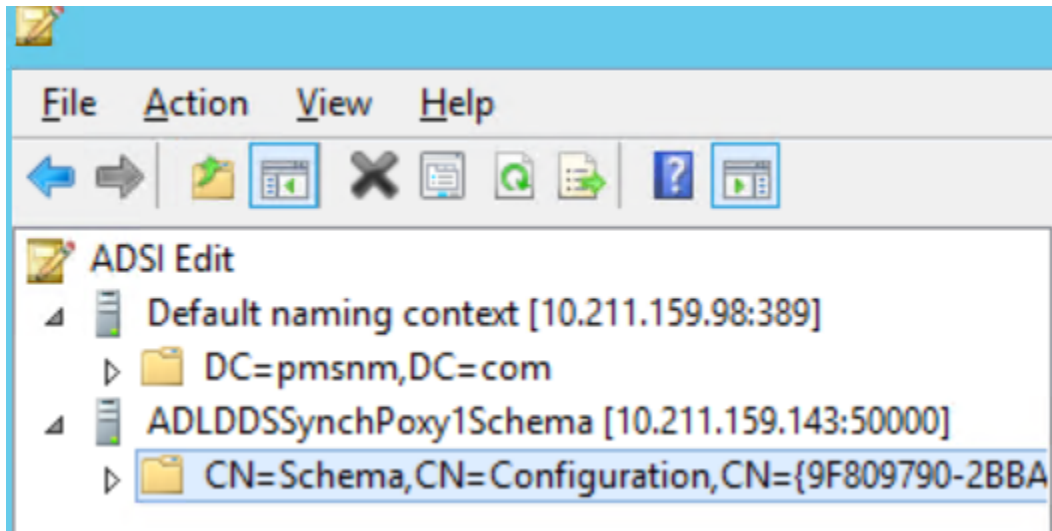 File Action View Help
ADSI Edit
Default naming context [10.211.159.98:389]
DC=pmsnm,DC=com
ADLDDSSynchPoxy1Schema [10.211.159.143:50000]
CN=Schema,CN=Configuration,CN={9F809790-2BBA